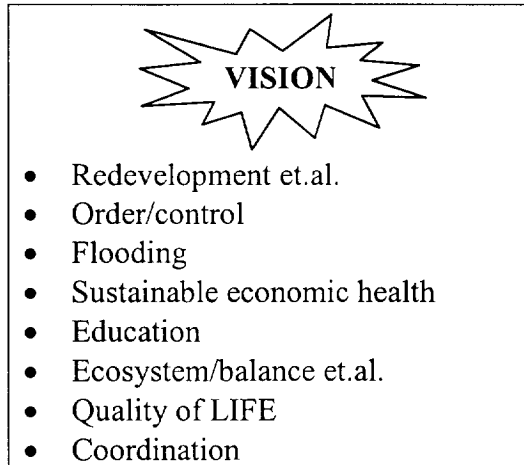 VISION
• Redevelopment et.al.
• Order/control
• Flooding
• Sustainable economic health
• Education
• Ecosystem/balance et.al.
• Quality of LIFE
• Coordination